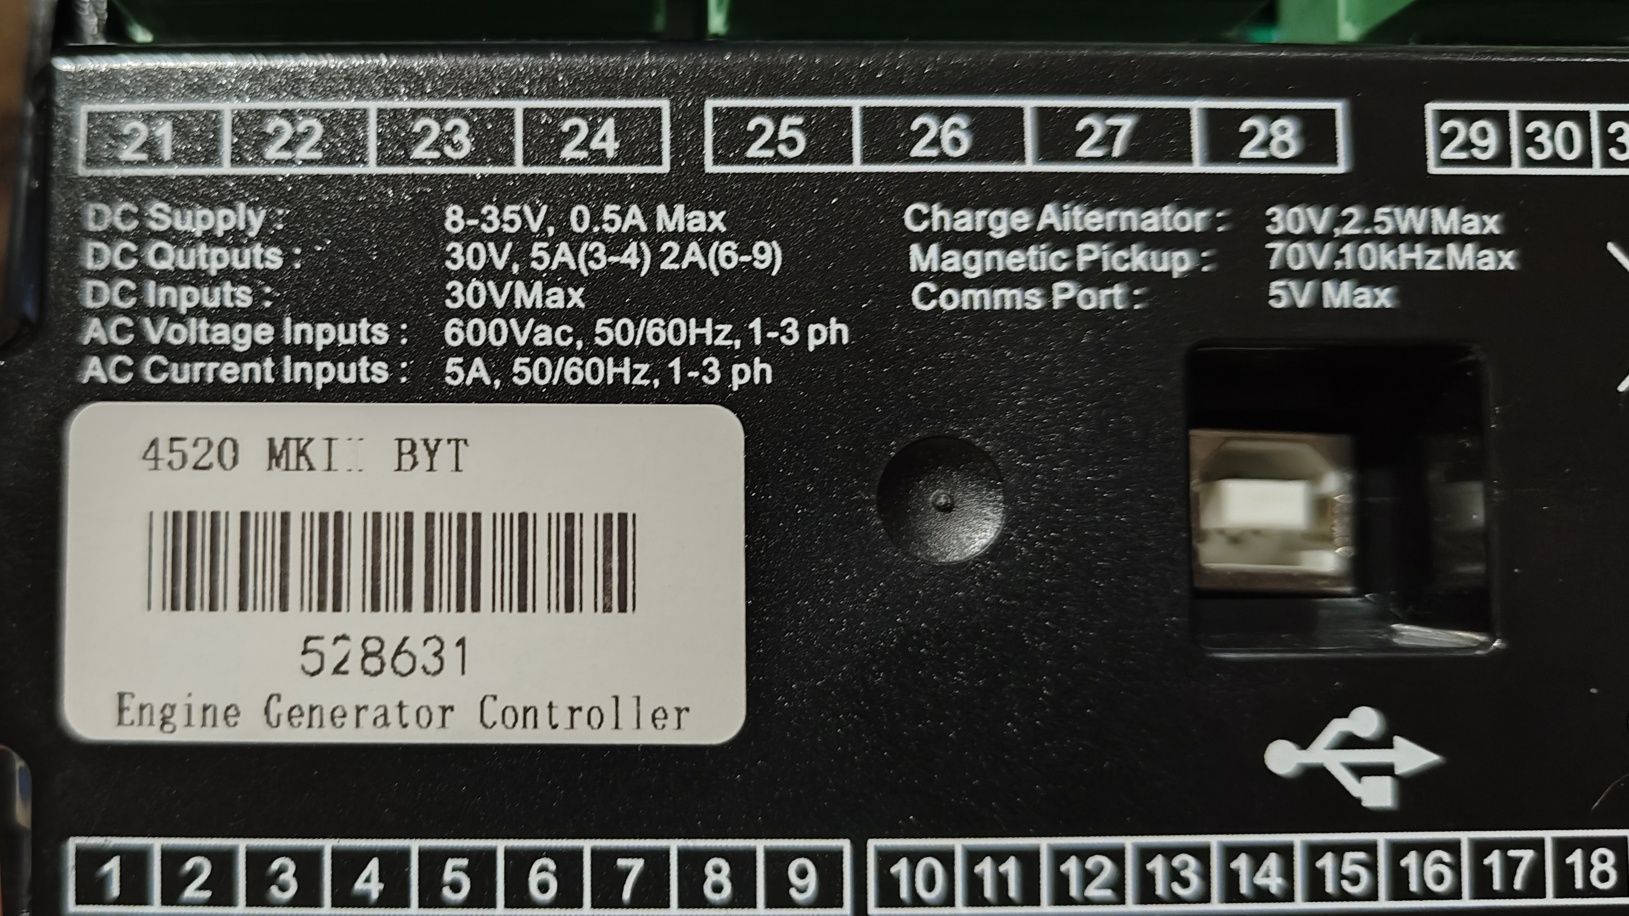 21 22 23 24 25 26 27 28 29 30
DC Supply : 8-35V, 0.5A Max
DC Qutputs : 30V, 5A(3-4) 2A(6-9)
DC Inputs : 30VMax
AC Voltage Inputs : 600Vac, 50/60Hz, 1-3 ph
AC Current Inputs : 5A, 50/60Hz, 1-3 ph
Charge Aiternator : 30V,2.5WMax
Magnetic Pickup : 70V.10kHzMax
Comms Port : 5V Max
4520 BYT
528631
Engine Generator Controller
1 2 3 4 5 6 7 8 9 10 11 12 13 14 15 16 17 18